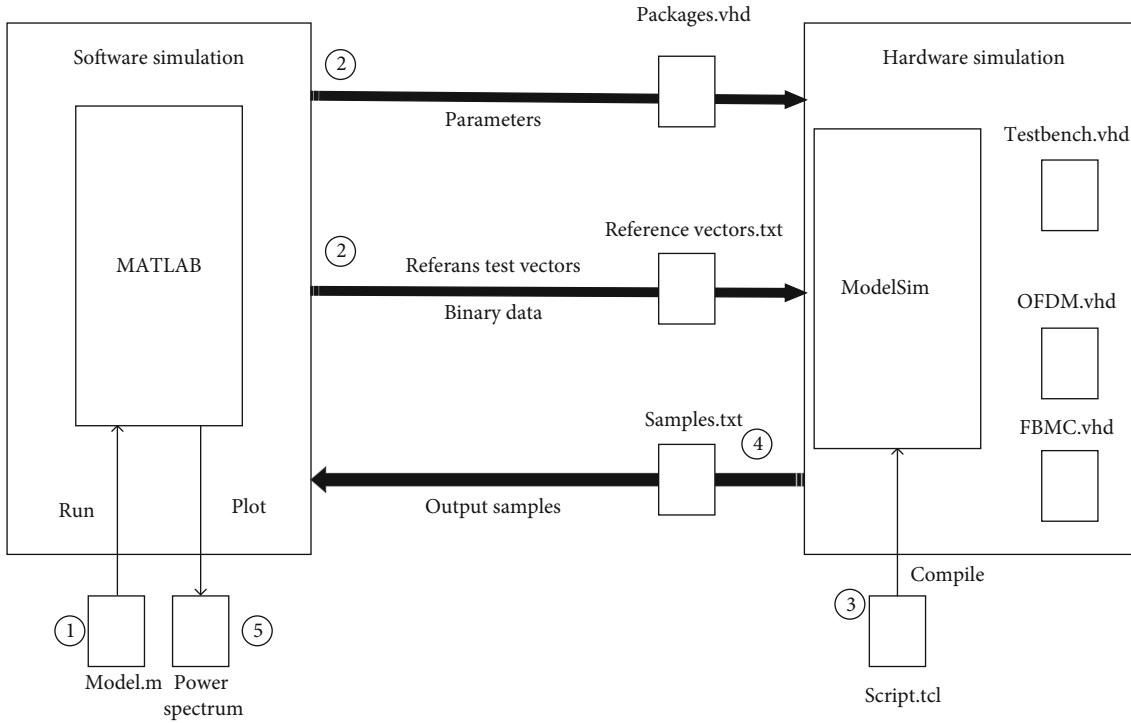 Packages.vhd
Software simulation
2
Hardware simulation
Parameters
Testbench.vhd
MATLAB
2
Referans test vectors
Reference vectors.txt
Binary data
ModelSim
OFDM.vhd
Samples.txt
4
FBMC.vhd
Output samples
Run
Plot
Compile
1
5
3
Model.m
Power
spectrum
Script.tcl